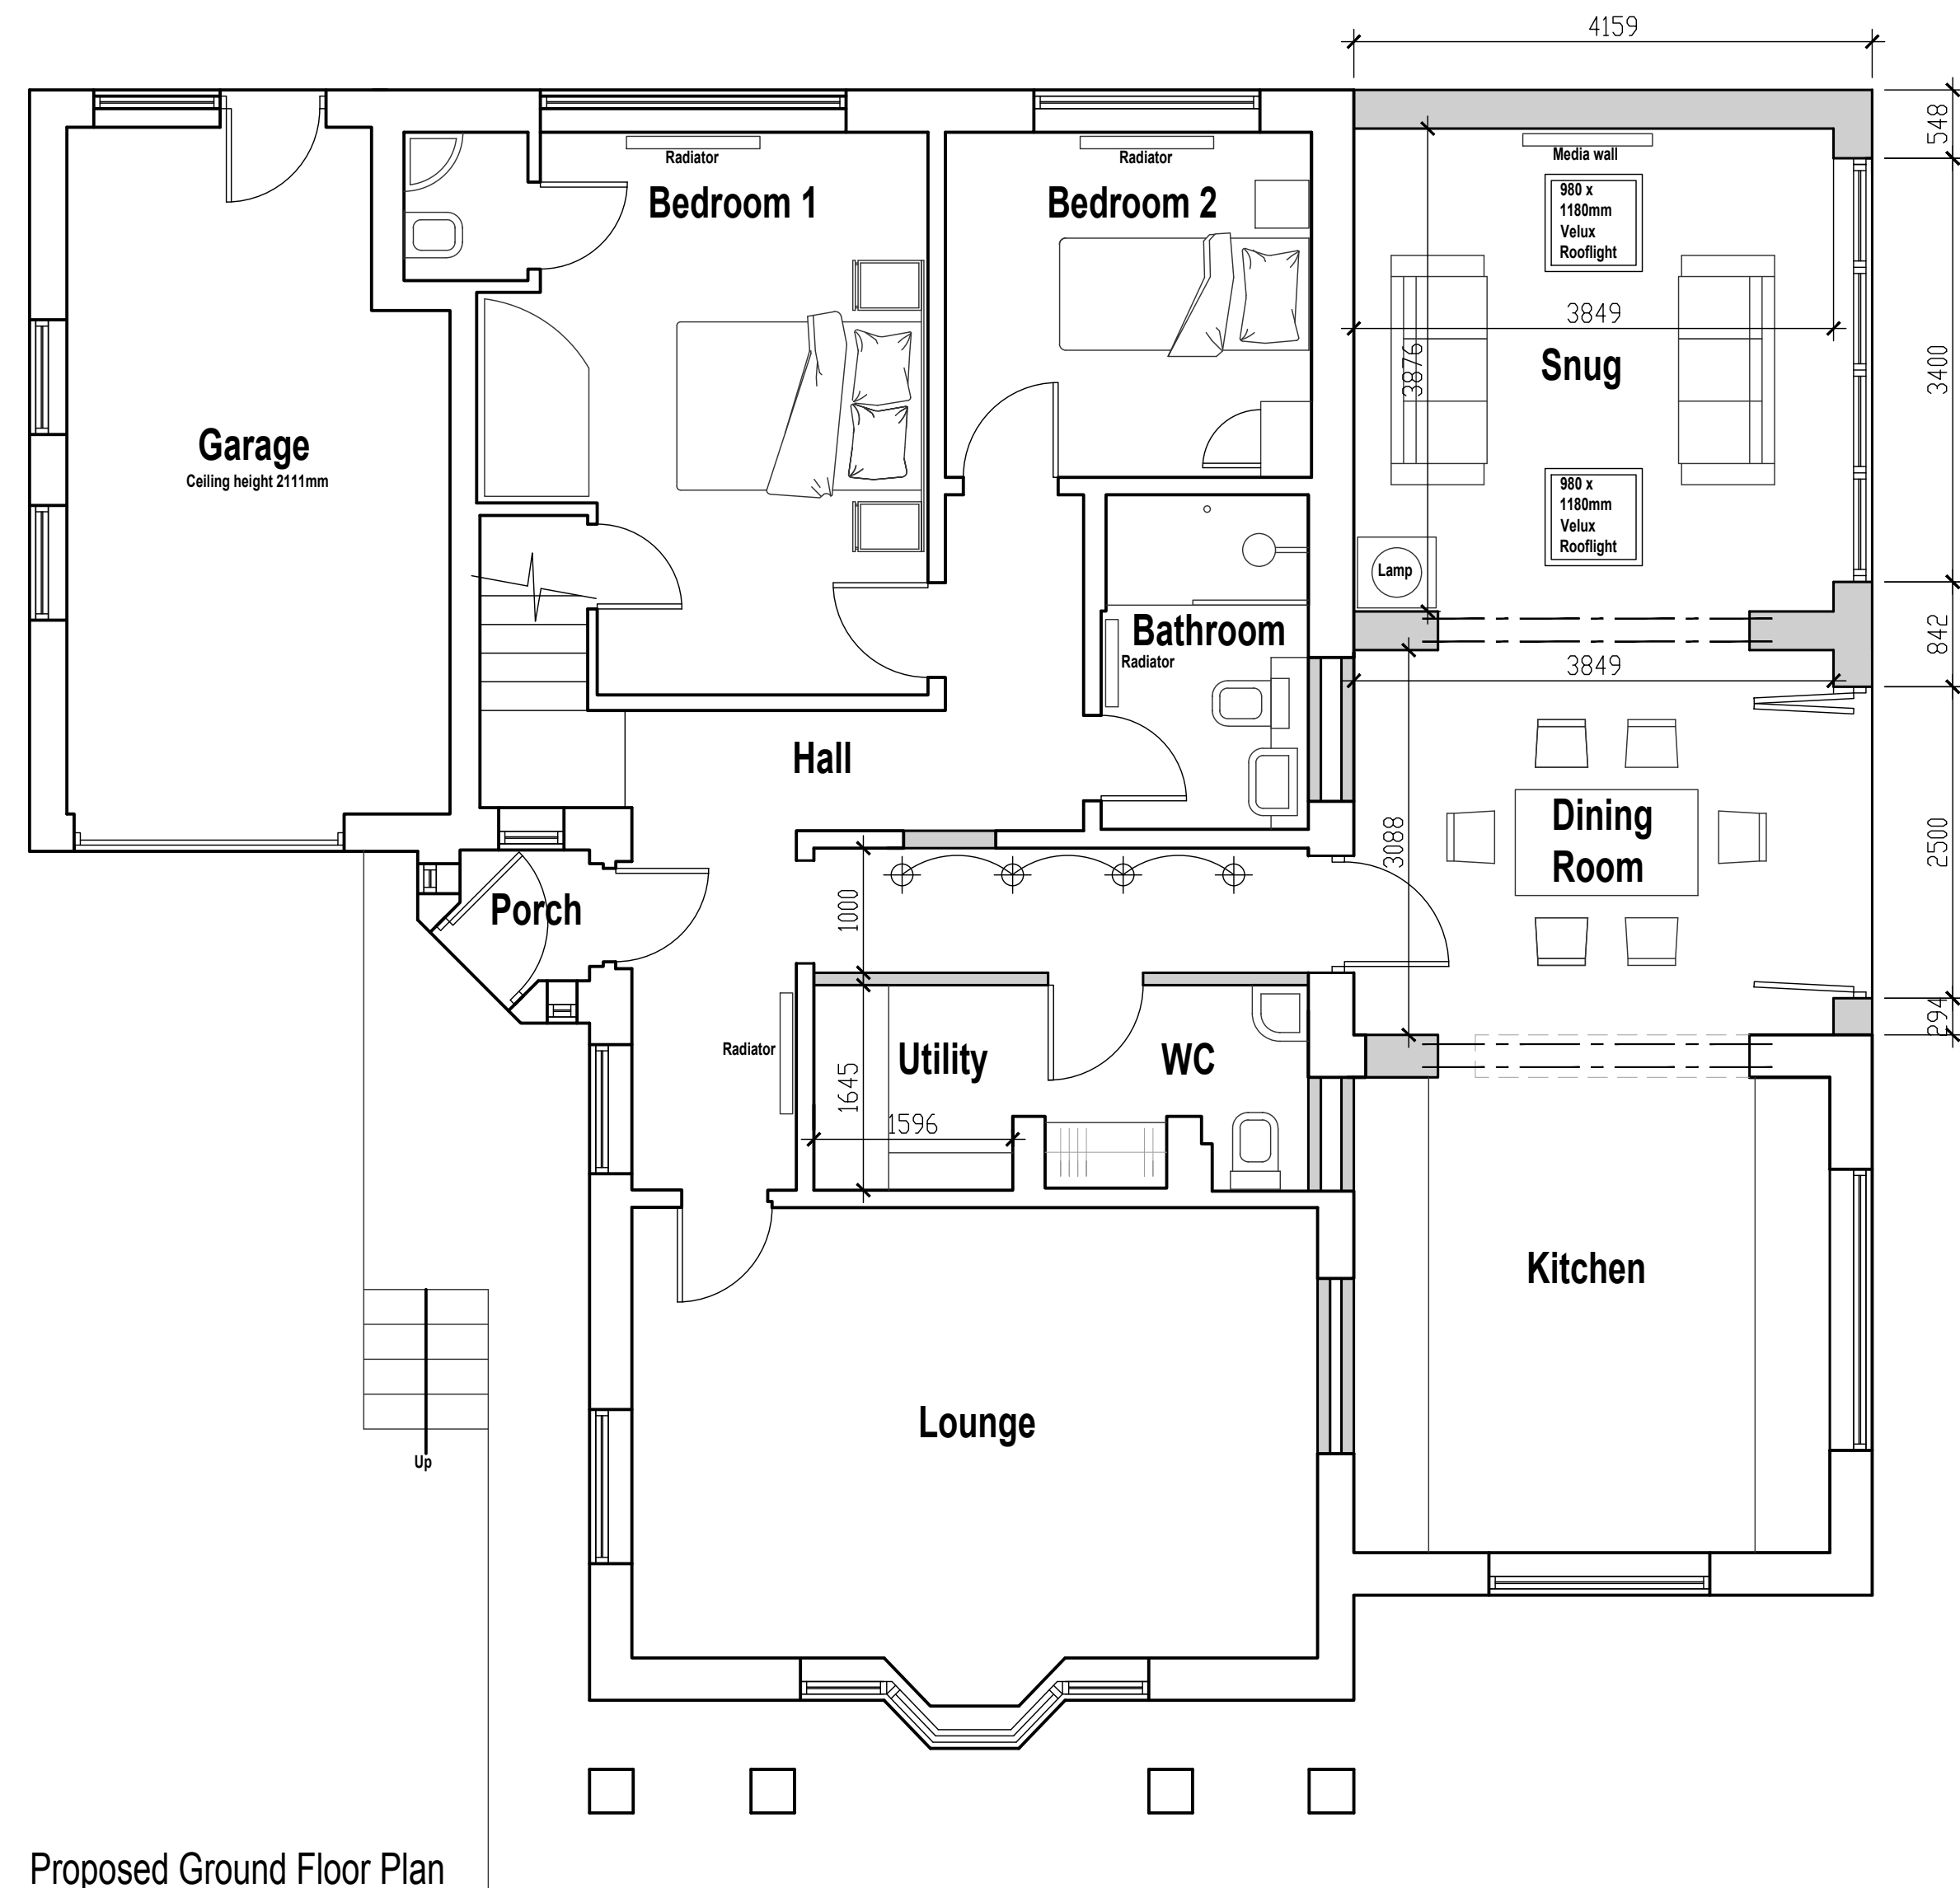 4159
548
Radiator
Radiator
Media wall
Bedroom 1
Bedroom 2
980 x
1180mm
Velux
Rooflight
3849
3876
Snug
3400
Garage
Ceiling height 2111mm
980 x
1180mm
Velux
Rooflight
Lamp
Bathroom
Radiator
842
3849
Hall
Dining
Room
3088
2500
Porch
1000
294
Radiator
Utility
WC
1645
1596
Kitchen
Lounge
Up
Proposed Ground Floor Plan